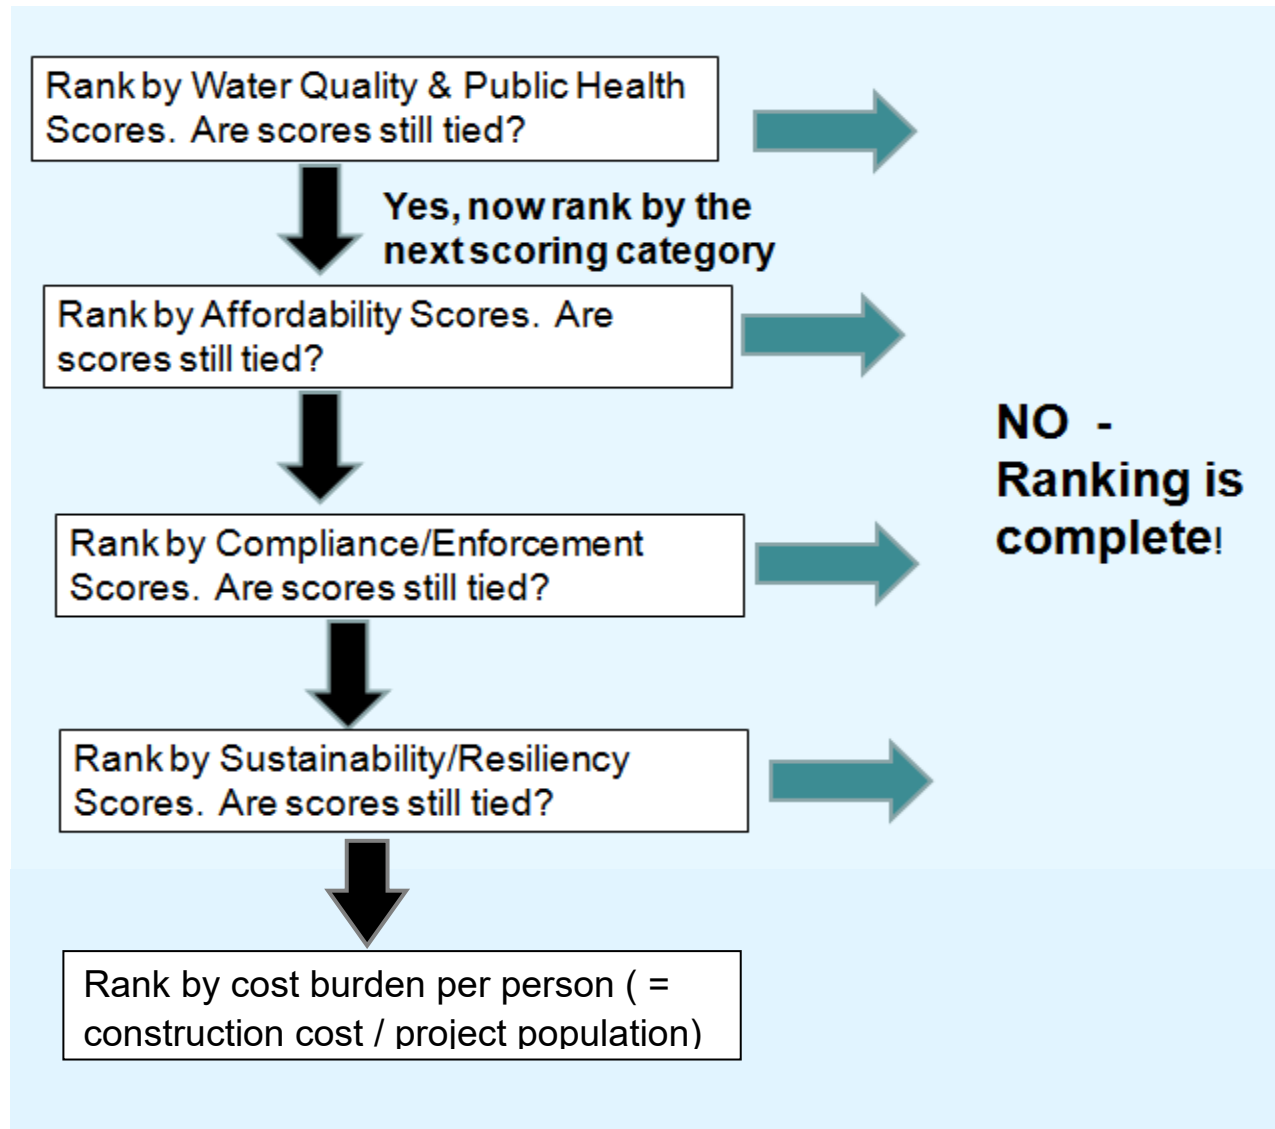 Rank by Water Quality & Public Health
Scores.  Are scores still tied?
Yes, now rank by the
next scoring category
Rank by Affordability Scores.  Are
scores still tied?
NO  -
Ranking is
complete!
Rank by Compliance/Enforcement
Scores.  Are scores still tied?
Rank by Sustainability/Resiliency
Scores.  Are scores still tied?
Rank by cost burden per person ( =
construction cost / project population)